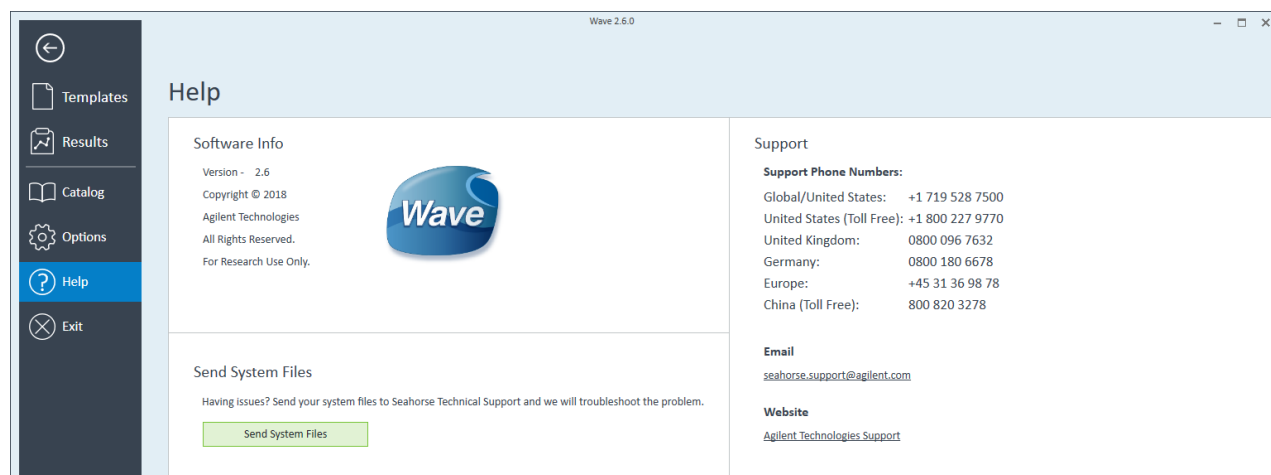 Wave 2.6.0
Templates
Results
Catalog
Options
Help
Exit
Help
Software Info
Version - 2.6
Copyright © 2018
Agilent Technologies
All Rights Reserved.
For Research Use Only.
Wave
Send System Files
Having issues? Send your system files to Seahorse Technical Support and we will troubleshoot the problem.
Send System Files
Support
Support Phone Numbers:
Global/United States: +1 719 528 7500
United States (Toll Free): +1 800 227 9770
United Kingdom: 0800 096 7632
Germany: 0800 180 6678
Europe: +45 31 36 98 78
China (Toll Free): 800 820 3278
Email
seahorse.support@agilent.com
Website
Agilent Technologies Support